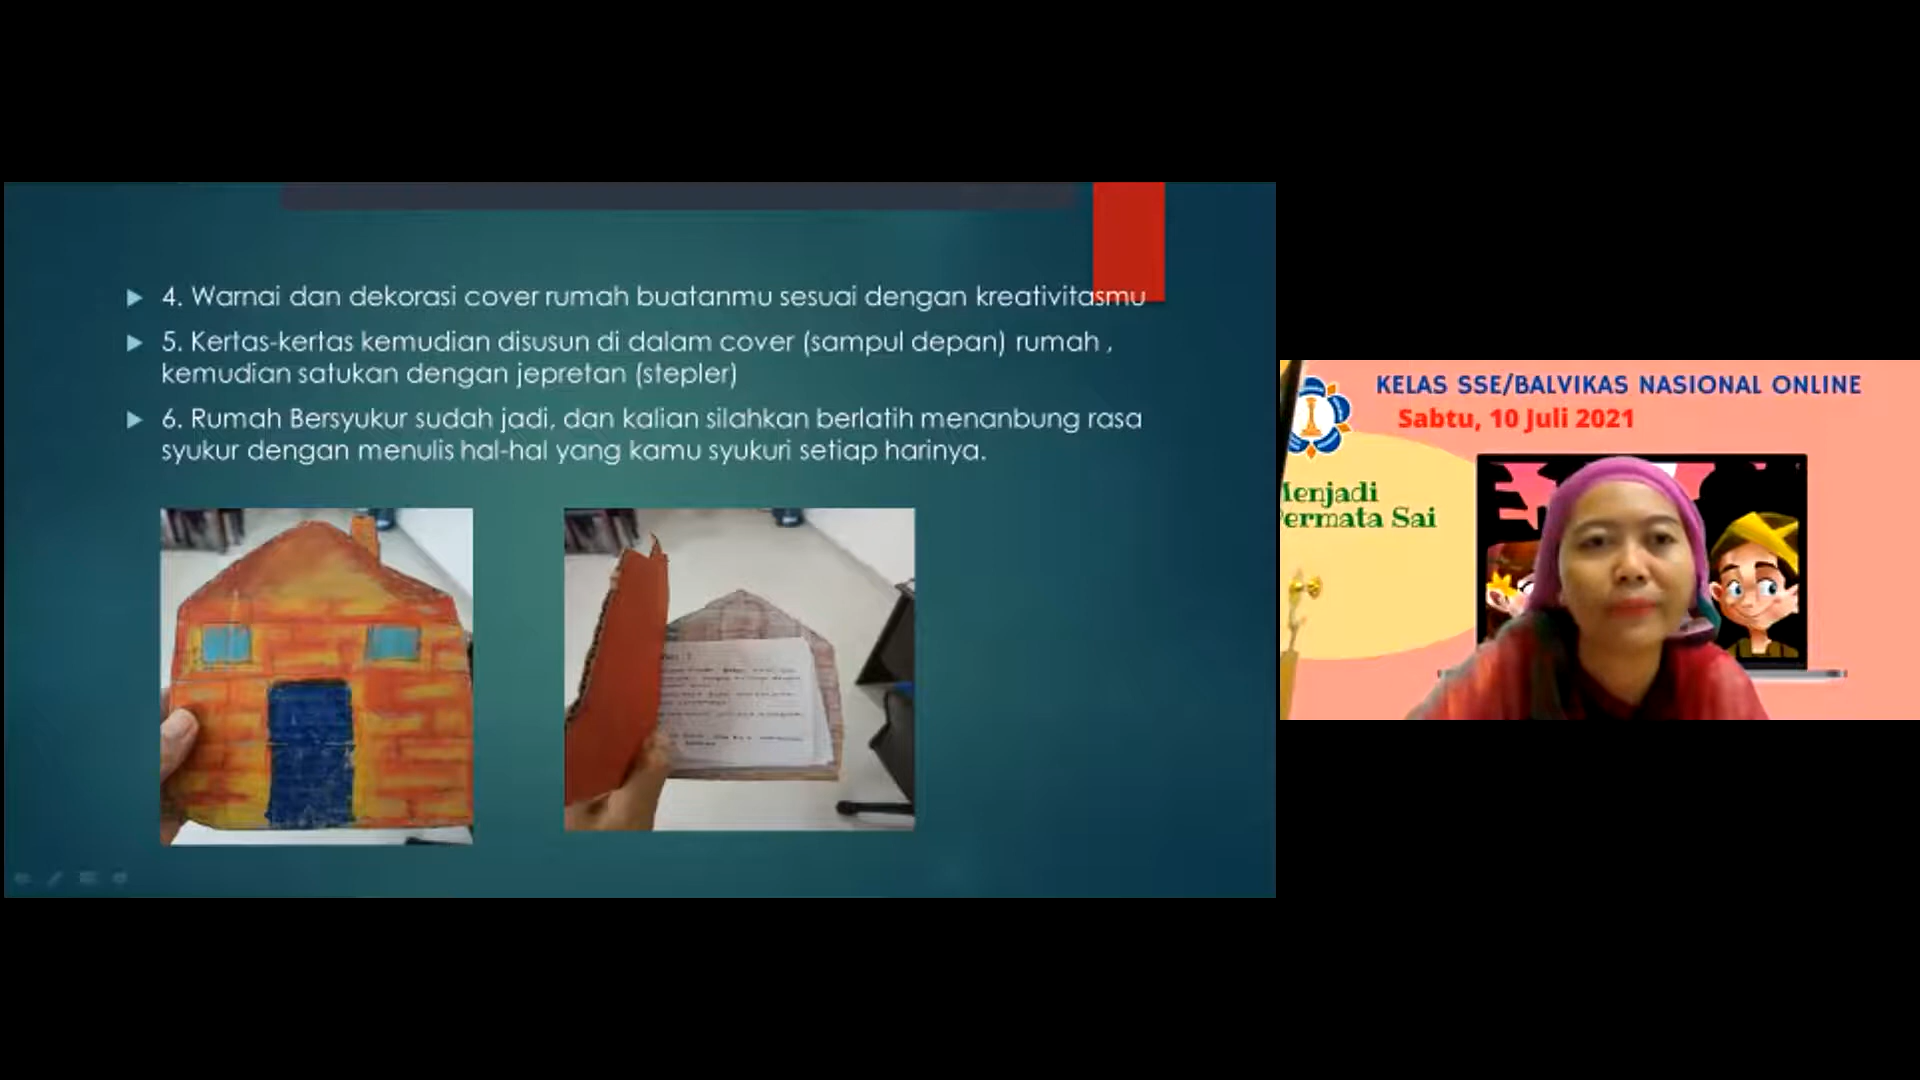 4. Warnai dan dekorasi cover rumah buatanmu sesuai dengan kreativitasmu
5. Kertas-kertas kemudian disusun di dalam cover (sampul depan) rumah ,
kemudian satukan dengan jepretan (stepler)
6. Rumah Bersyukur sudah jadi, dan kalian silahkan berlatih menanbung rasa
syukur dengan menulis hal-hal yang kamu syukuri setiap harinya.
KELAS SSE/BALVIKAS NASIONAL ONLINE
Sabtu, 10 Juli 2021
Menjadi
Permata Sai